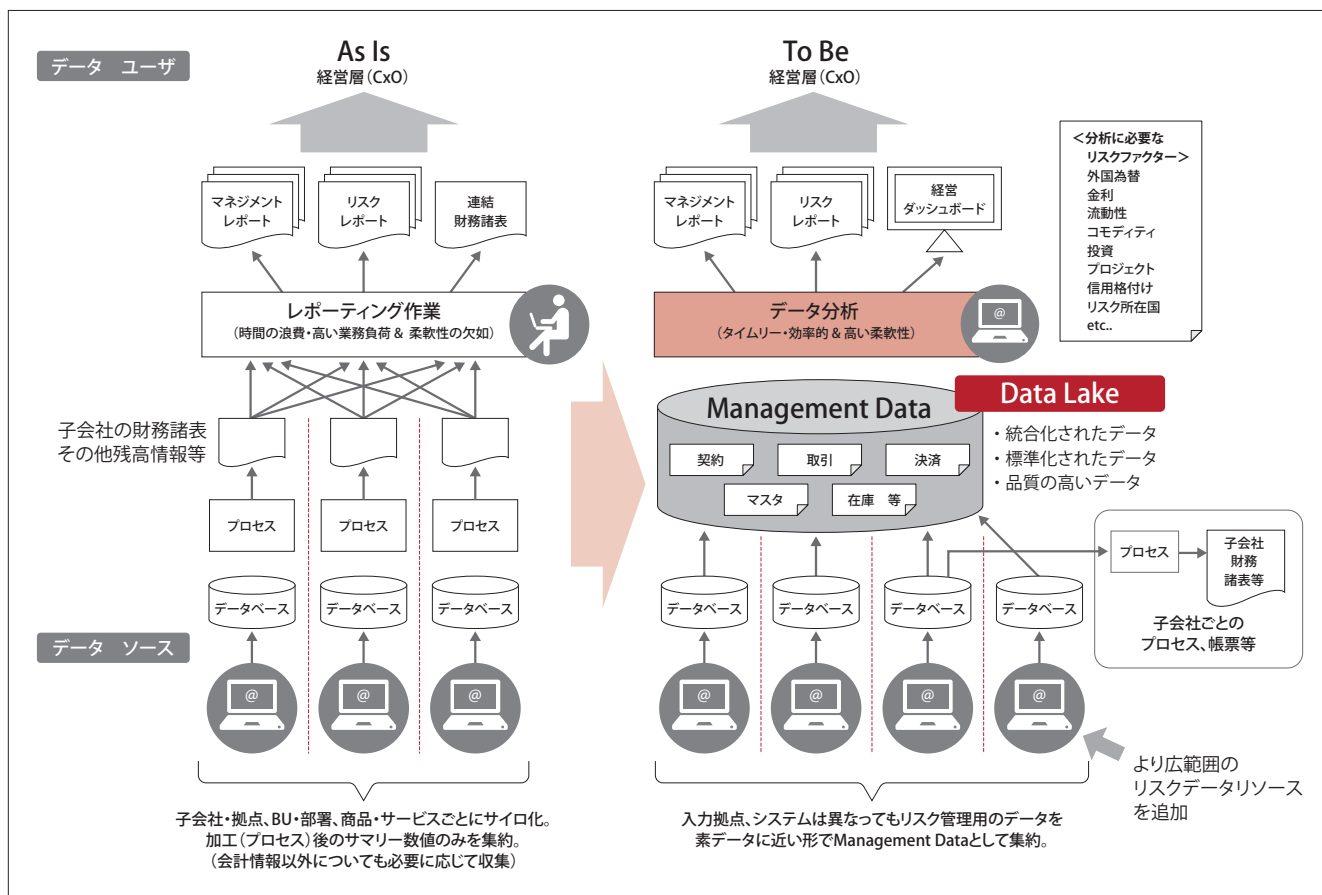 データ ユーザ
As Is
経営層（CxO）
マネジメント
レポート
リスク
レポート
連結
財務諸表
レポーティング作業
（時間の浪費・高い業務負荷 & 柔軟性の欠如）
子会社の財務諸表
その他残高情報等
プロセス
プロセス
プロセス
データベース
データベース
データベース
データ ソース
@
@
@
子会社・拠点、BU・部署、商品・サービスごとにサイロ化。
加工（プロセス）後のサマリー数値のみを集約。
（会計情報以外についても必要に応じて収集）
To Be
経営層（CxO）
マネジメント
レポート
リスク
レポート
経営
ダッシュボード
データ分析
（タイムリー・効率的 & 高い柔軟性）
@
＜分析に必要な
リスクファクター＞
外国為替
金利
流動性
コモディティ
投資
プロジェクト
信用格付け
リスク所在国
etc..
Management Data
Data Lake
・統合化されたデータ
・標準化されたデータ
・品質の高いデータ
契約
取引
決済
マスタ
在庫 等
データベース
データベース
データベース
データベース
プロセス
子会社
財務
諸表等
子会社ごとの
プロセス、帳票等
@
@
@
@
より広範囲の
リスクデータリソース
を追加
入力拠点、システムは異なってもリスク管理用のデータを
素データに近い形でManagement Dataとして集約。